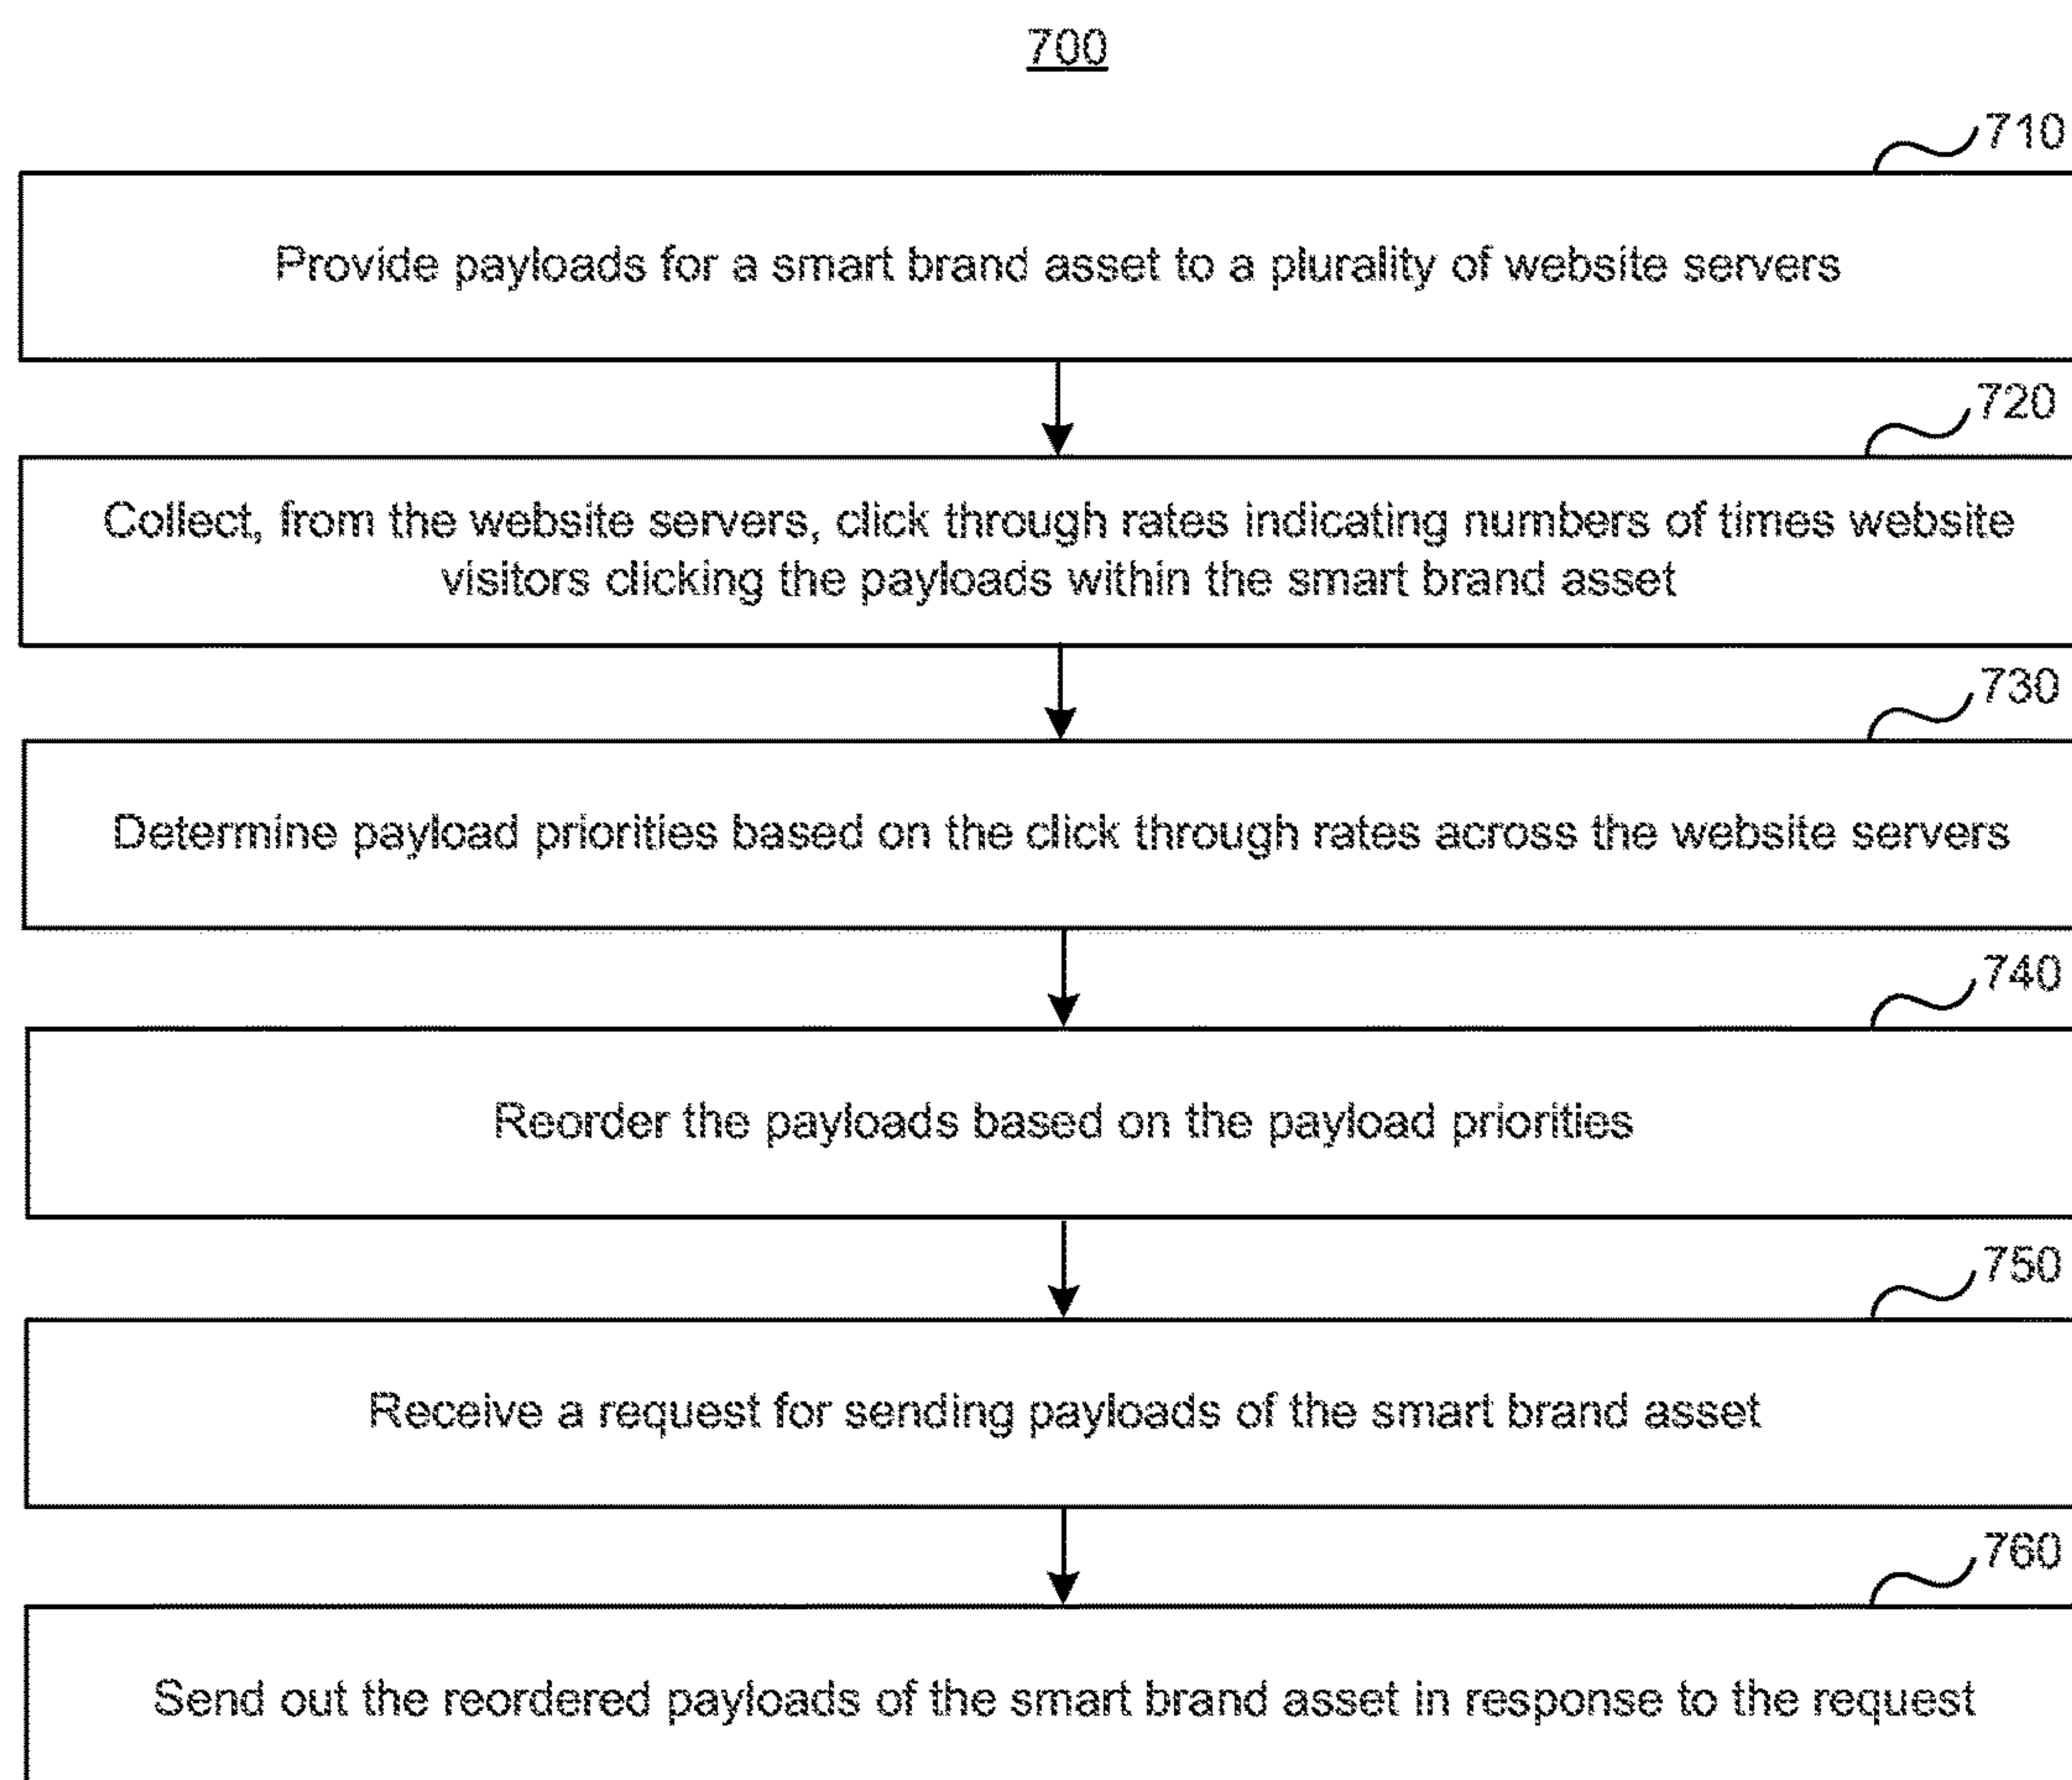 700
710
Provide payloads for a smart brand asset to a plurality of website servers
720
Collect, from the website servers, click through rates indicating numbers of times website
visitors clicking the payloads within the smart brand asset
730
Determine payload priorities based on the click through rates across the website servers
740
Reorder the payloads based on the payload priorities
750
Receive a request for sending payloads of the smart brand asset
760
Send out the reordered payloads of the smart brand asset in response to the request